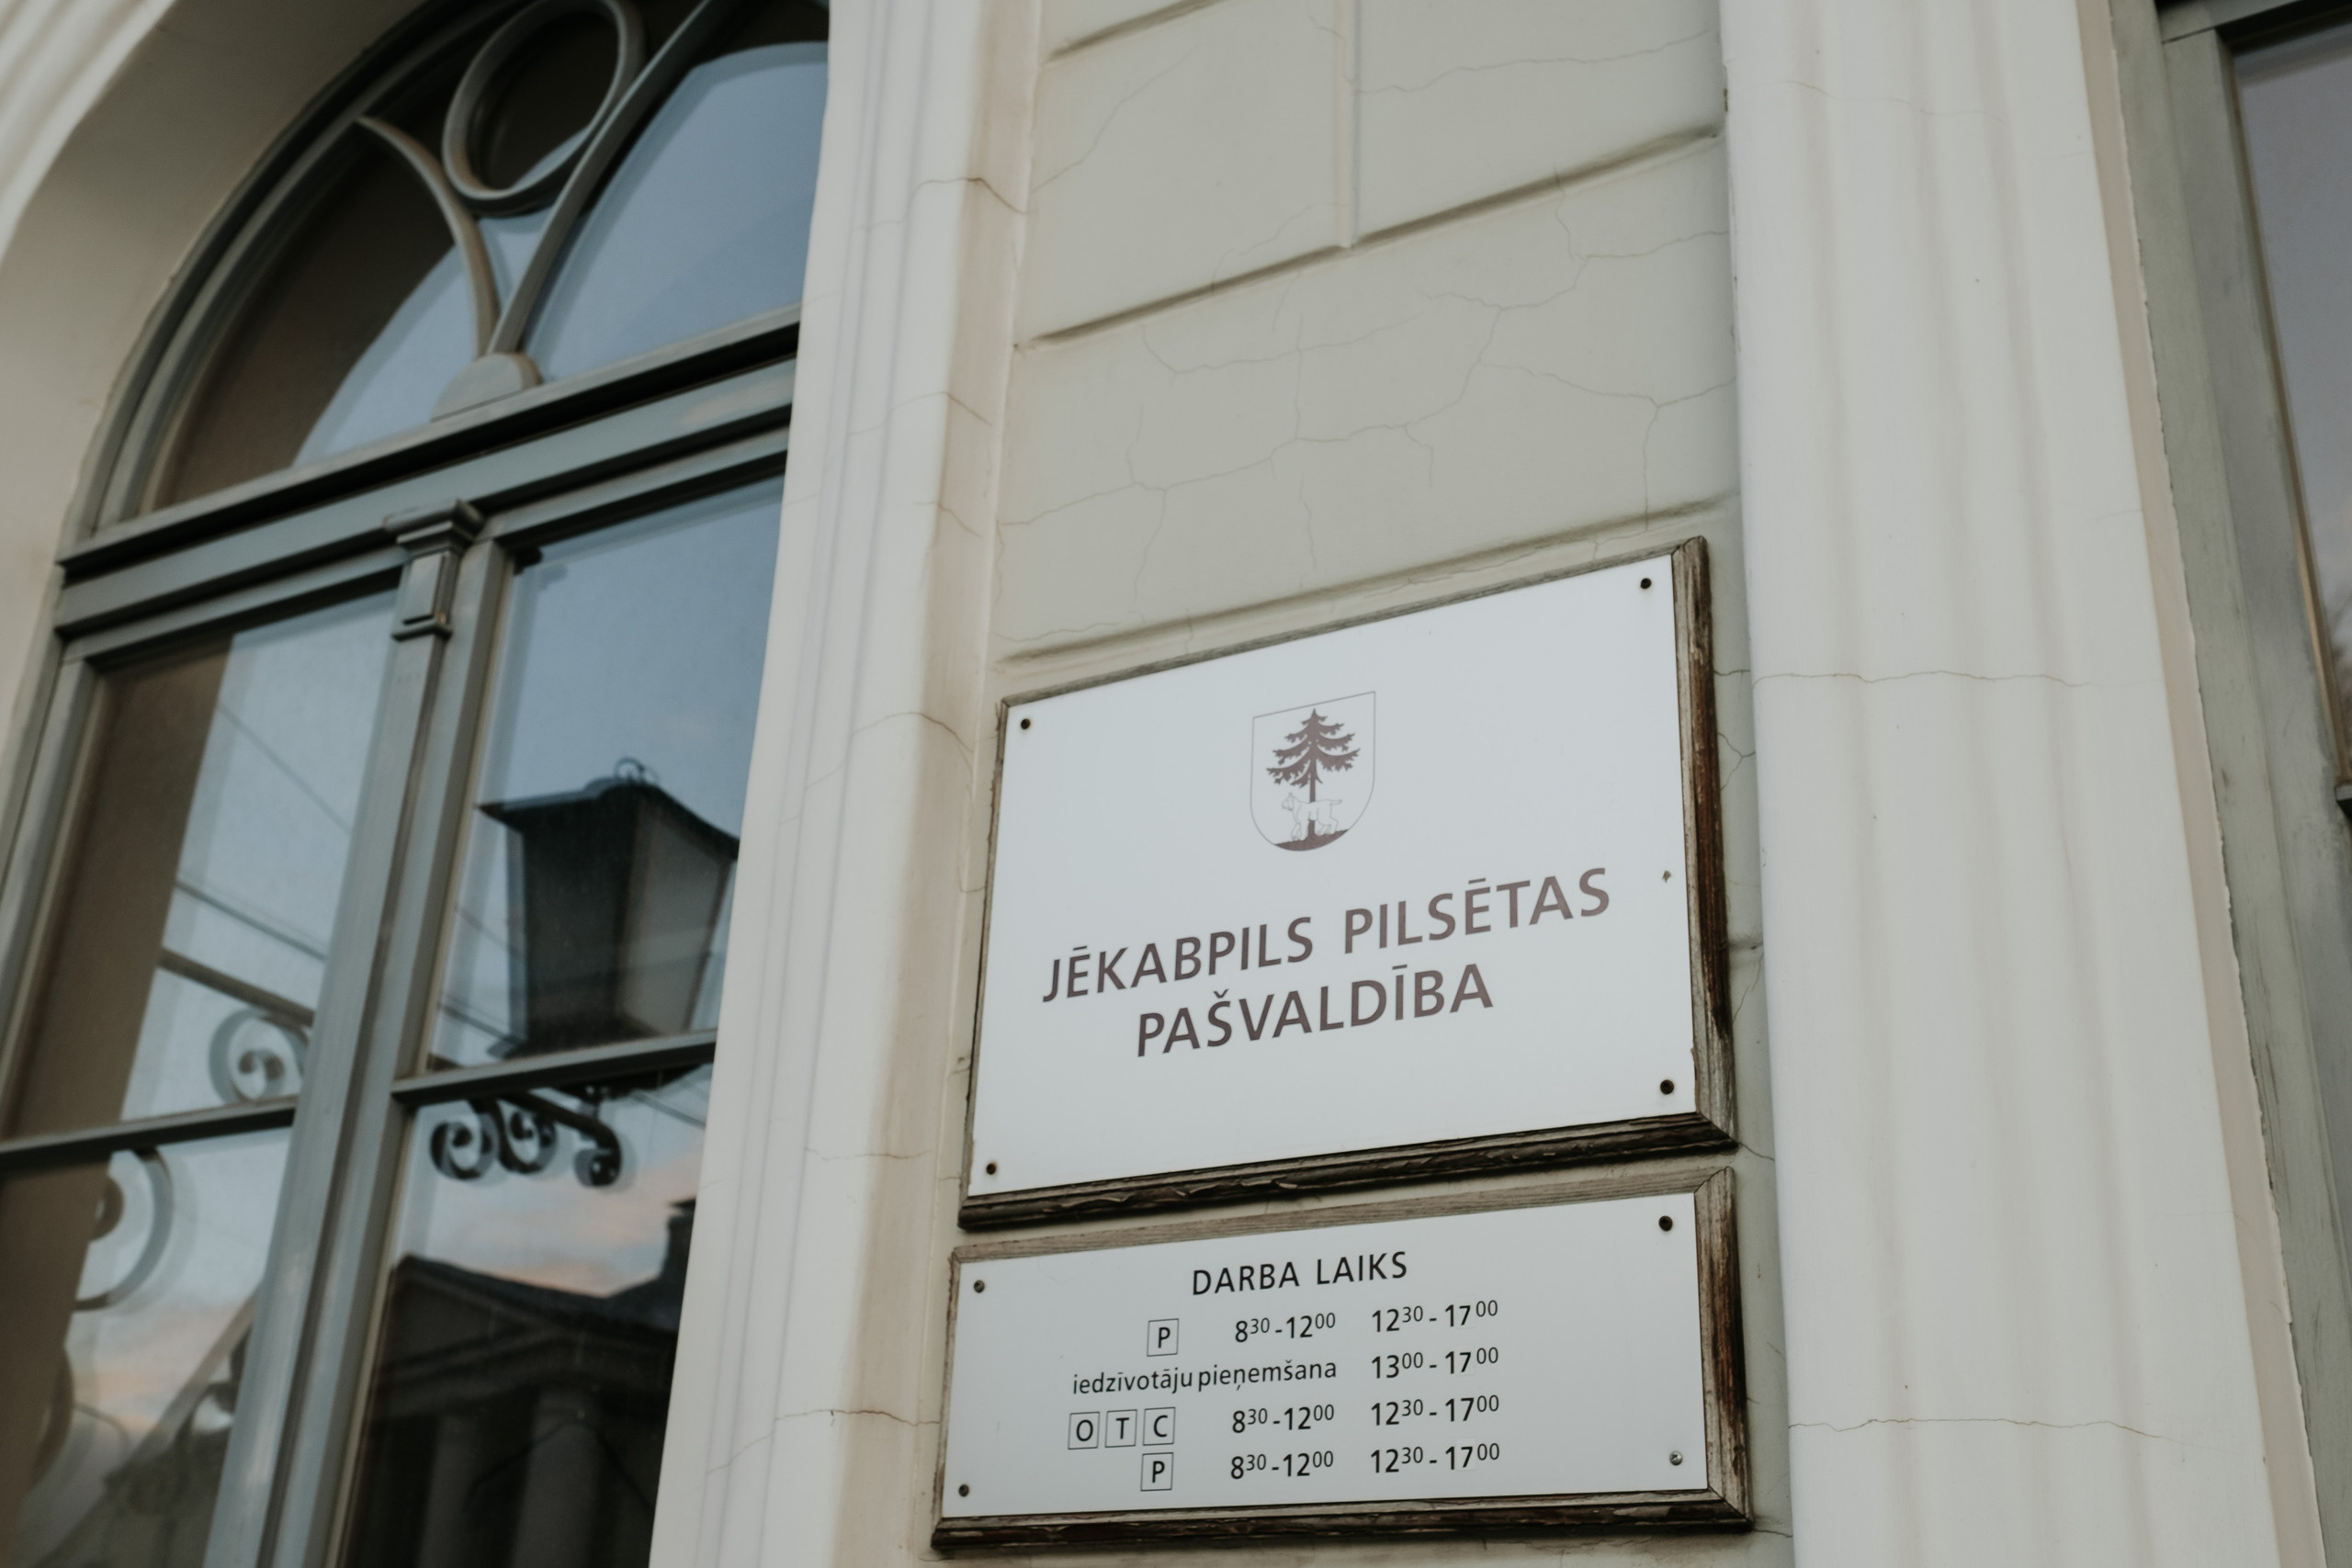 JĒKABPILS PILSĒTAS
PAŠVALDĪBA
DARBA LAIKS
P 8³⁰-12⁰⁰ 12³⁰-17⁰⁰
iedzīvotāju pieņemšana 13⁰⁰-17⁰⁰
O T C 8³⁰-12⁰⁰ 12³⁰-17⁰⁰
P 8³⁰-12⁰⁰ 12³⁰-17⁰⁰